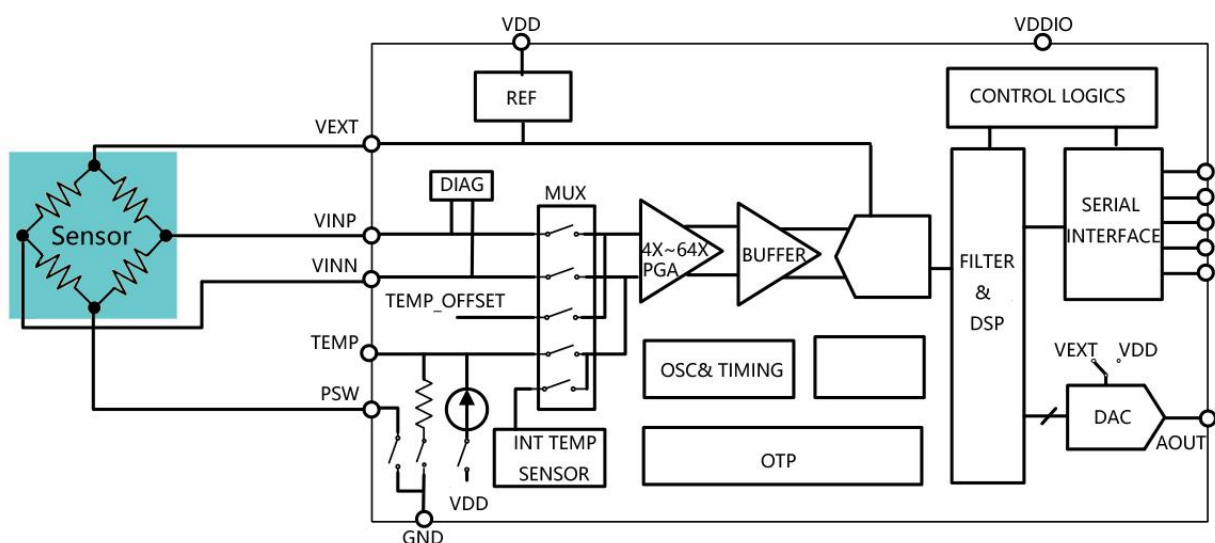 VDD
VDDIO
REF
CONTROL LOGICS
VEXT
DIAG
MUX
Sensor
VINP
VINN
4X~64X
PGA
BUFFER
FILTER
&
DSP
SERIAL
INTERFACE
TEMP_OFFSET
TEMP
OSC& TIMING
VEXT
VDD
PSW
DAC
AOUT
INT TEMP
SENSOR
OTP
VDD
GND